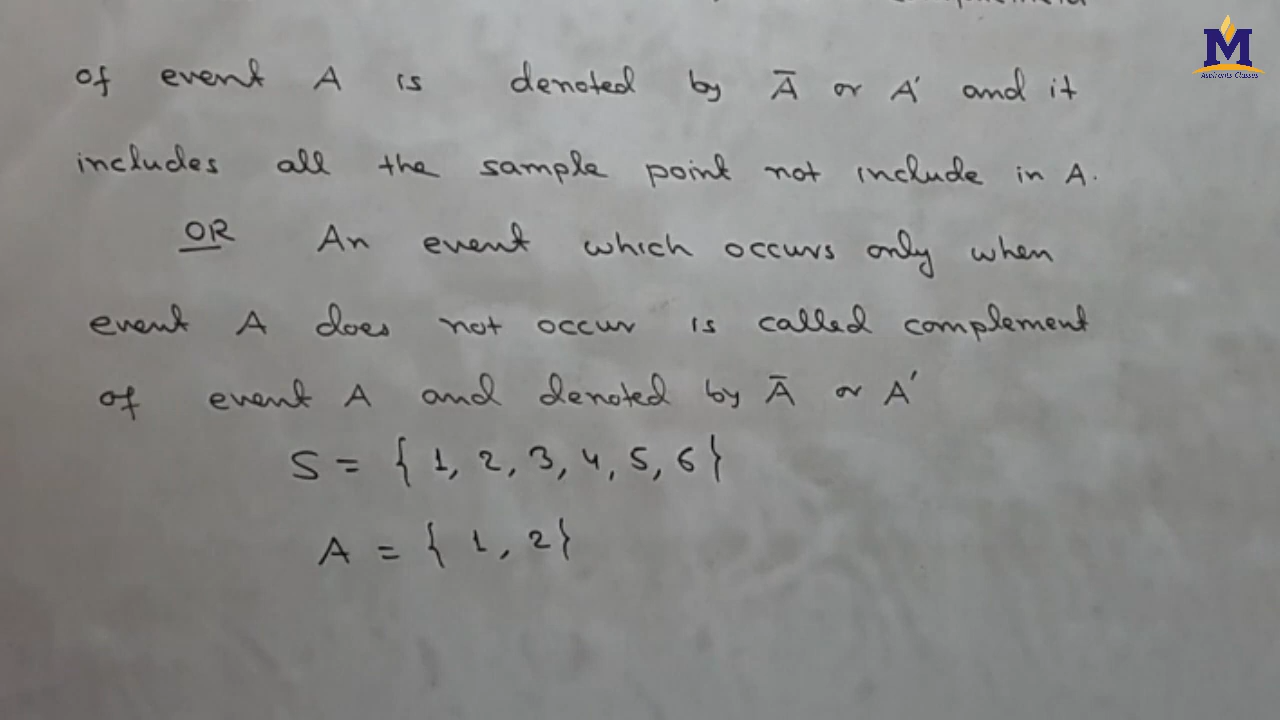 of event A is denoted by Ā or A' and it
includes all the sample point not include in A.
OR An event which occurs only when
event A does not occur is called complement
of event A and denoted by Ā or A'
S = { 1, 2, 3, 4, 5, 6 }
A = { 1, 2 }
M
Aspirants Classes